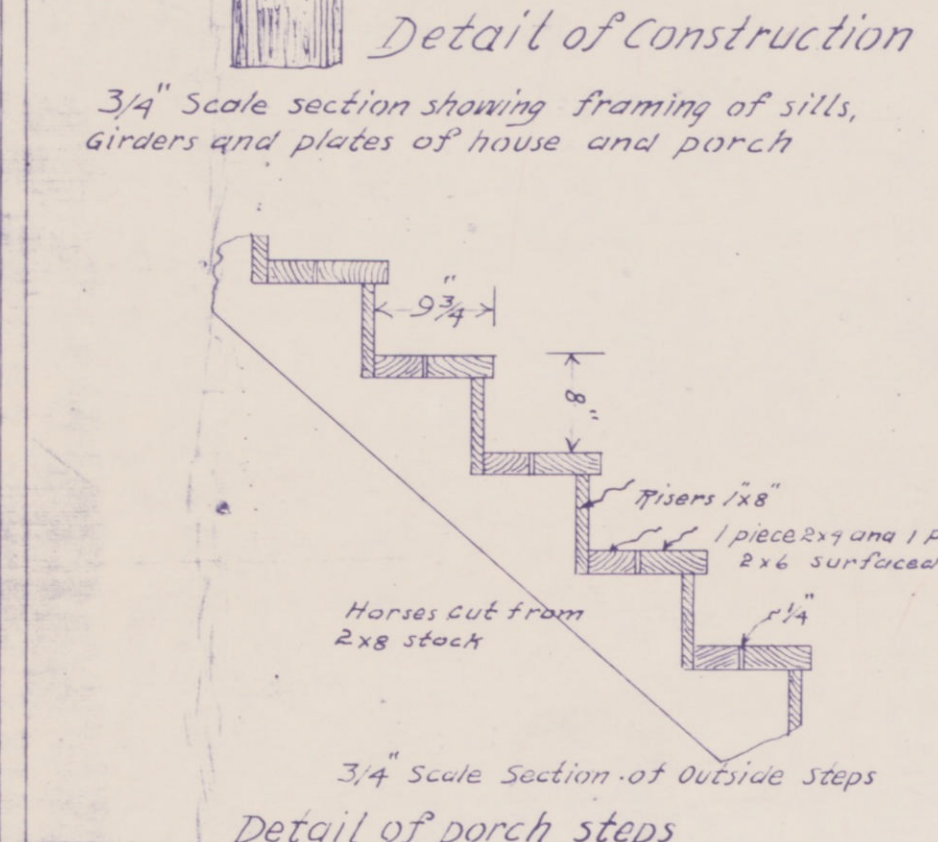 Detail of Construction
3/4" Scale section showing framing of sills,
Girders and plates of house and porch
9 3/4"
8"
Risers 1"x8"
1 piece 2x4 and 1 P
2x6 surfaced
1/4"
Horses cut from
2x8 stock
3/4" Scale Section of Outside Steps
Detail of porch steps